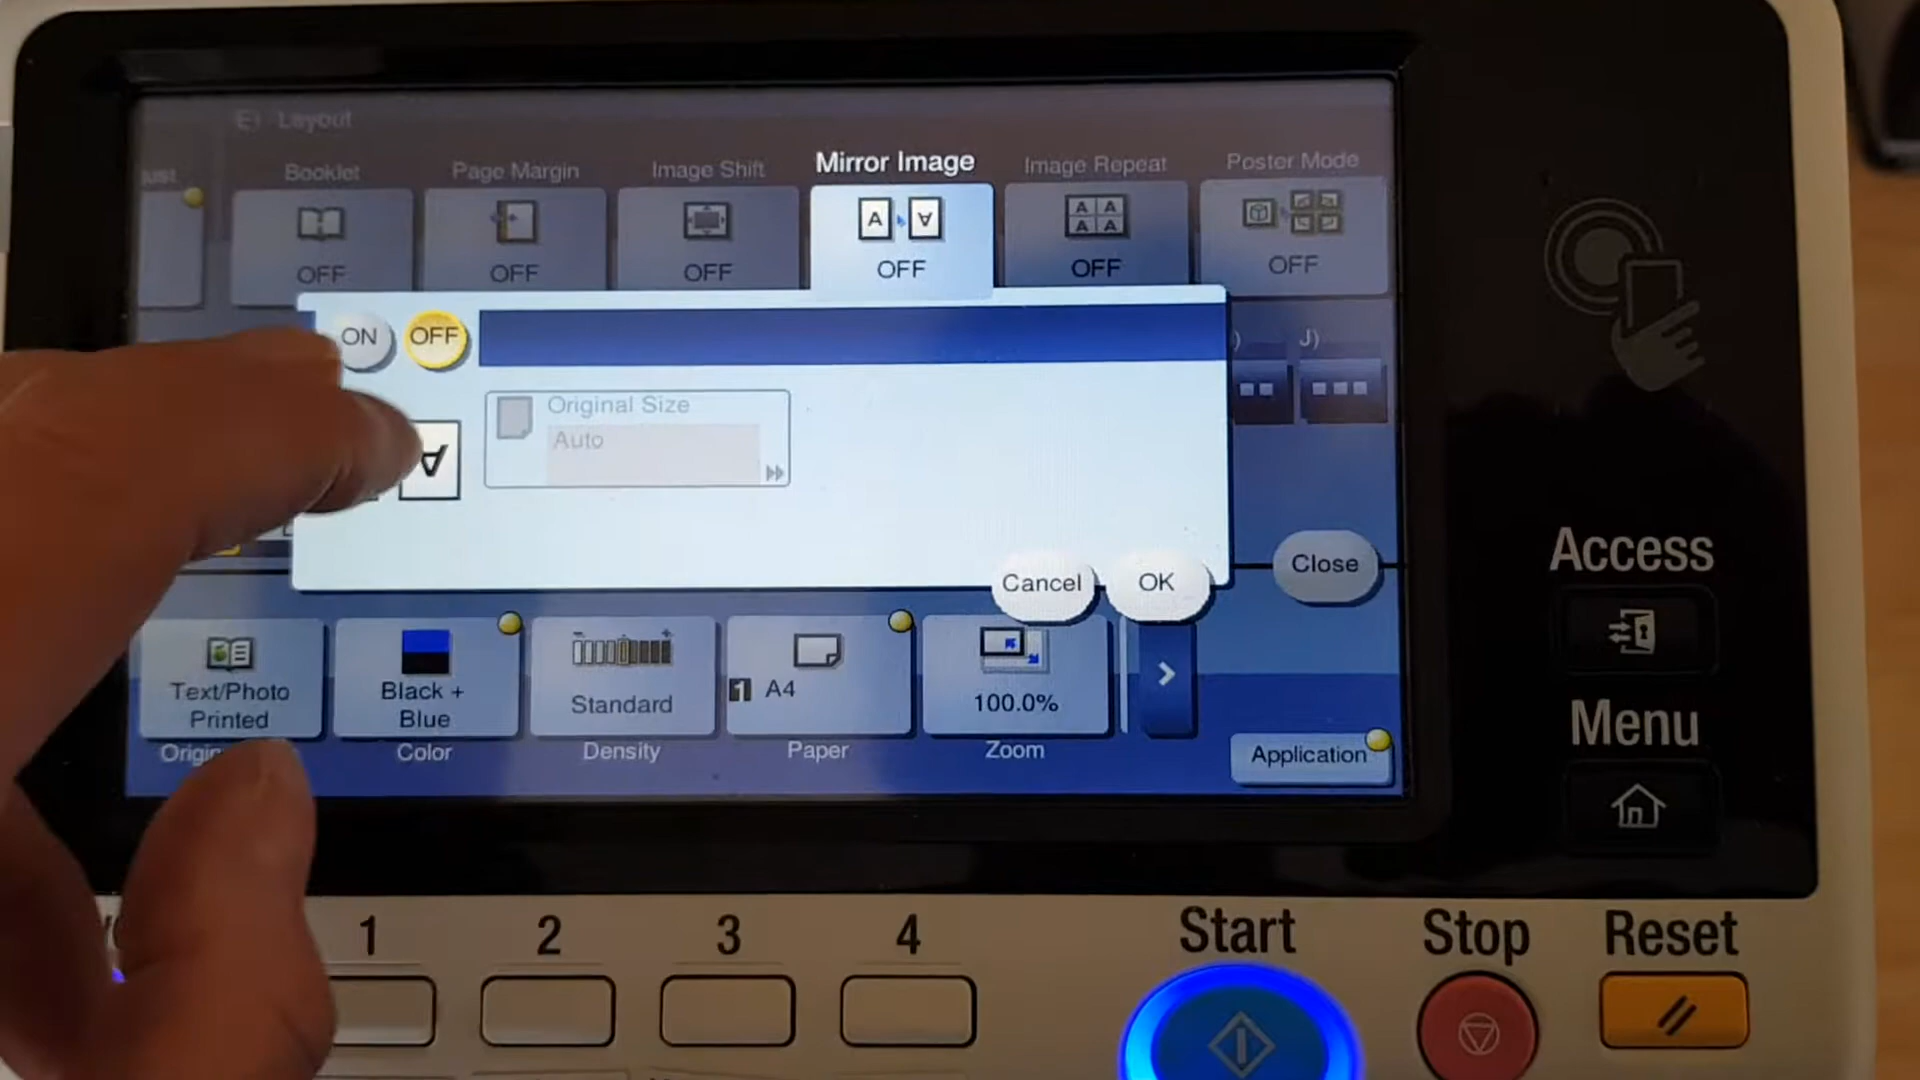 Layout
just
Booklet
Page Margin
Image Shift
Mirror Image
Image Repeat
Poster Mode
A
A A
A A
OFF
OFF
OFF
OFF
OFF
OFF
ON
OFF
J)
Original Size
Auto
Cancel
OK
Close
Text/Photo
Printed
Black +
Blue
Standard
1 A4
100.0%
Color
Density
Paper
Zoom
Application
Access
Menu
1
2
3
4
Start
Stop
Reset